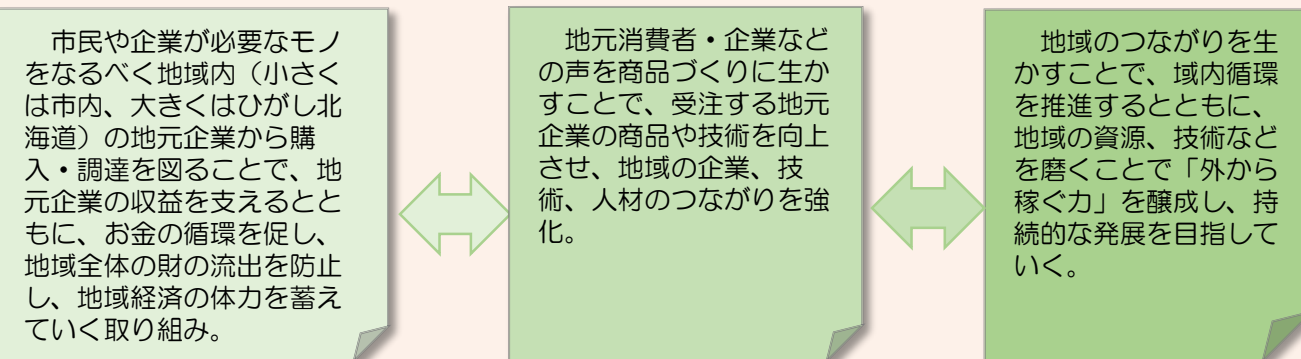 市民や企業が必要なモノ
をなるべく地域内（小さく
は市内、大きくはひがし北
海道）の地元企業から購
入・調達を図ることで、地
元企業の収益を支えるとと
もに、お金の循環を促し、
地域全体の財の流出を防止
し、地域経済の体力を蓄え
ていく取り組み。
　地元消費者・企業など
の声を商品づくりに生か
すことで、受注する地元
企業の商品や技術を向上
させ、地域の企業、技
術、人材のつながりを強
化。
　地域のつながりを生
かすことで、域内循環
を推進するとともに、
地域の資源、技術など
を磨くことで「外から
稼ぐ力」を醸成し、持
続的な発展を目指して
いく。